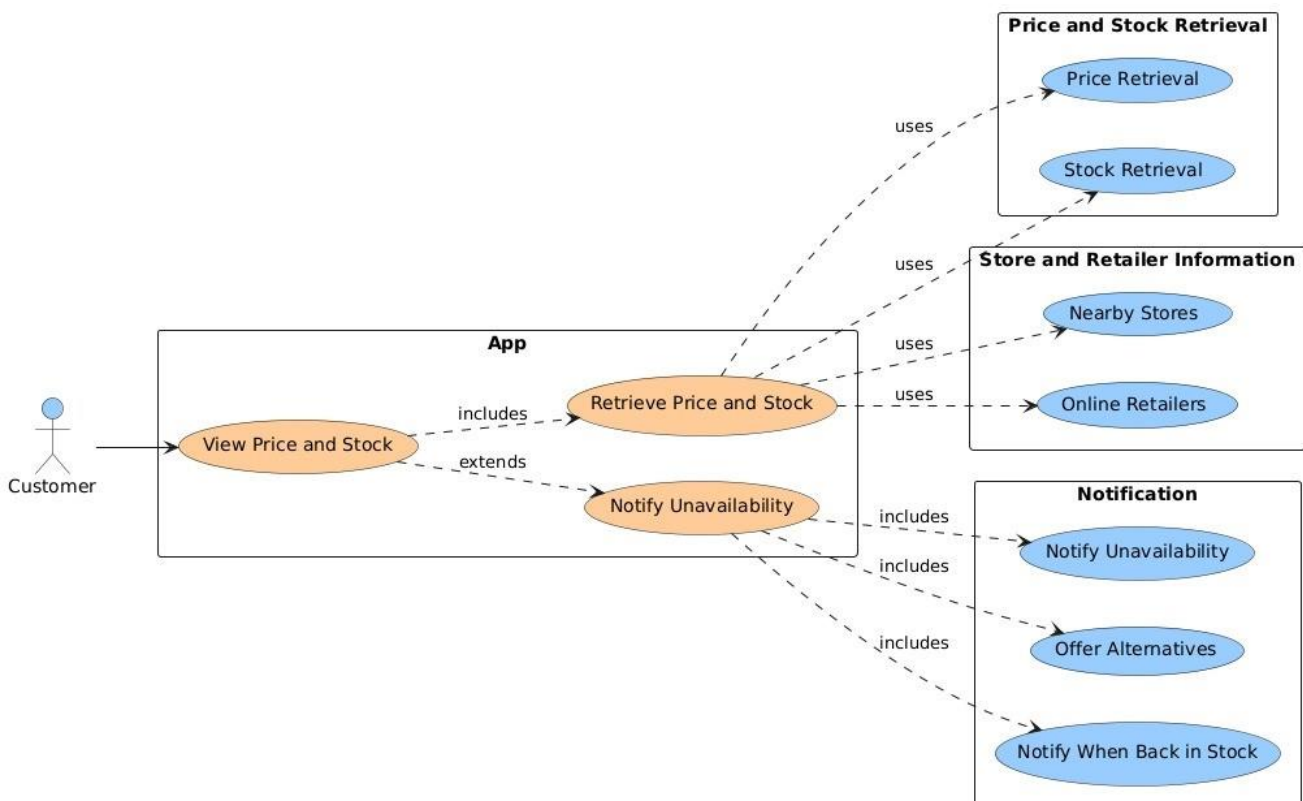 Price and Stock Retrieval
Price Retrieval
uses
Stock Retrieval
uses
Store and Retailer Information
Nearby Stores
uses
App
Retrieve Price and Stock
uses
Online Retailers
includes
View Price and Stock
extends
Customer
Notify Unavailability
Notification
includes
Notify Unavailability
includes
Offer Alternatives
includes
Notify When Back in Stock